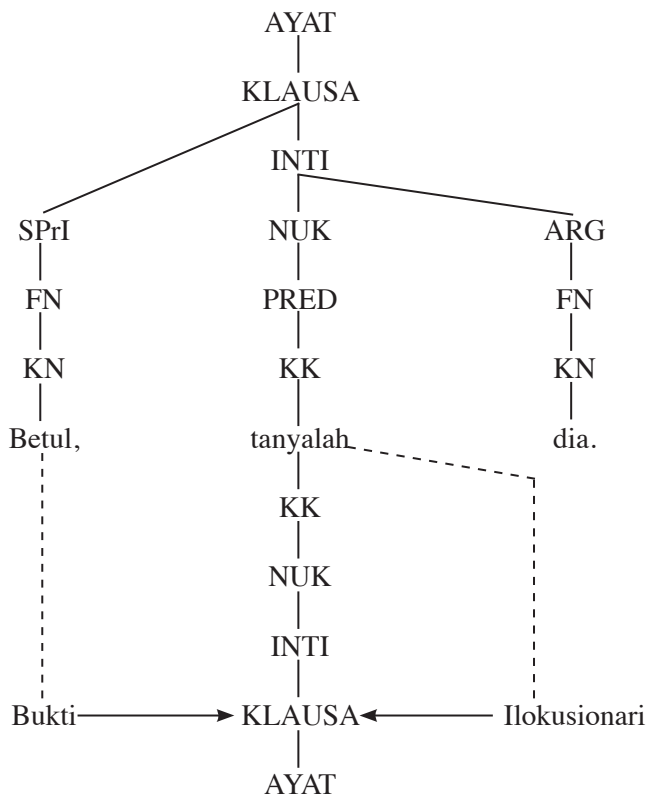 AYAT
KLAUSA
INTI
SPrI NUK ARG
FN PRED FN
KN KK KN
Betul, tanyalah dia.
KK
NUK
INTI
Bukti KLAUSA Ilokusionari
AYAT